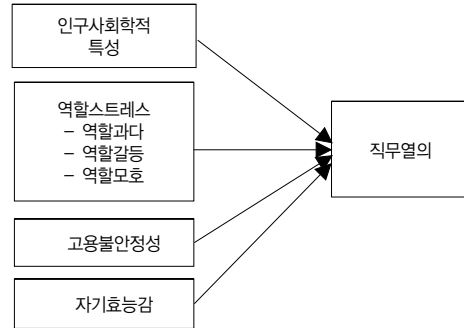 인구사회학적
특성
역할스트레스
– 역할과다
– 역할갈등
– 역할모호
직무열의
고용불안정성
자기효능감